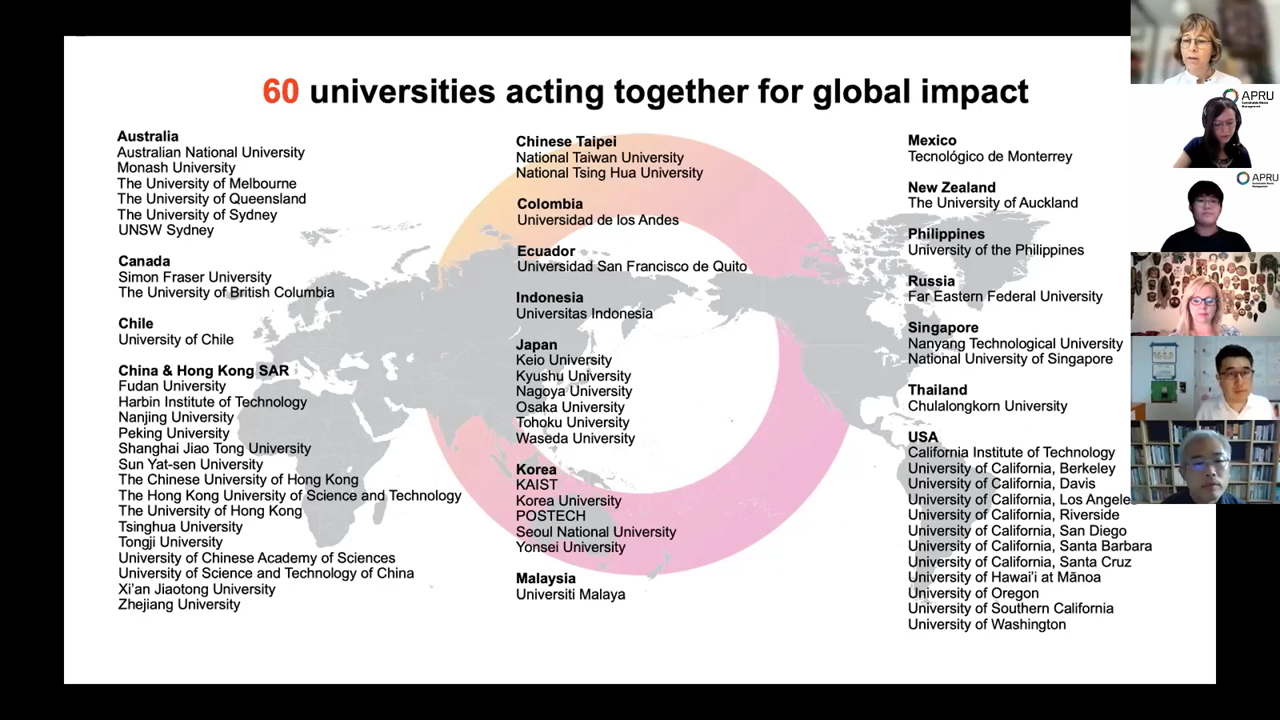 60 universities acting together for global impact
Australia
Australian National University
Monash University
The University of Melbourne
The University of Queensland
The University of Sydney
UNSW Sydney
Canada
Simon Fraser University
The University of British Columbia
Chile
University of Chile
China & Hong Kong SAR
Fudan University
Harbin Institute of Technology
Nanjing University
Peking University
Shanghai Jiao Tong University
Sun Yat-sen University
The Chinese University of Hong Kong
The Hong Kong University of Science and Technology
The University of Hong Kong
Tsinghua University
Tongji University
University of Chinese Academy of Sciences
University of Science and Technology of China
Xi'an Jiaotong University
Zhejiang University
Chinese Taipei
National Taiwan University
National Tsing Hua University
Colombia
Universidad de los Andes
Ecuador
Universidad San Francisco de Quito
Indonesia
Universitas Indonesia
Japan
Keio University
Kyushu University
Nagoya University
Osaka University
Tohoku University
Waseda University
Korea
KAIST
Korea University
POSTECH
Seoul National University
Yonsei University
Malaysia
Universiti Malaya
Mexico
Tecnológico de Monterrey
New Zealand
The University of Auckland
Philippines
University of the Philippines
Russia
Far Eastern Federal University
Singapore
Nanyang Technological University
National University of Singapore
Thailand
Chulalongkorn University
USA
California Institute of Technology
University of California, Berkeley
University of California, Davis
University of California, Los Angele
University of California, Riverside
University of California, San Diego
University of California, Santa Barbara
University of California, Santa Cruz
University of Hawai'i at Mānoa
University of Oregon
University of Southern California
University of Washington
APRU
Sustainable Waste
Management
APRU
Sustainable Waste
Management